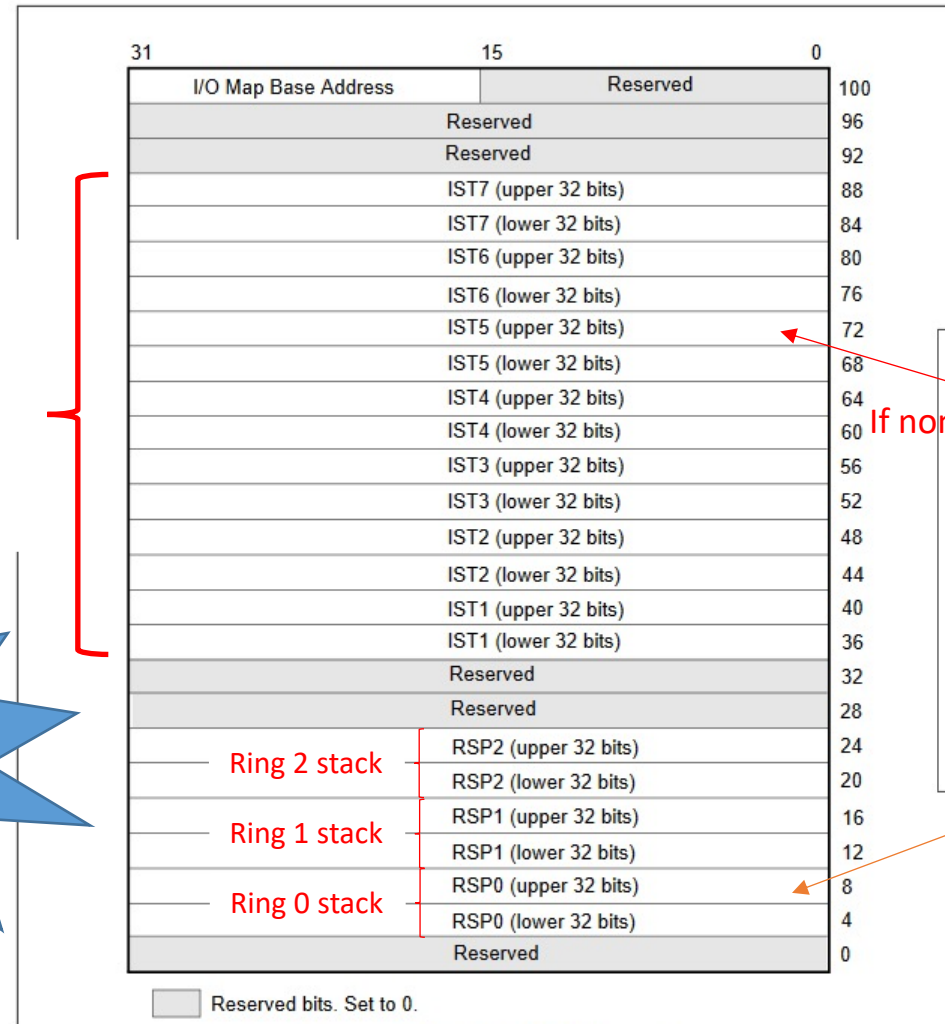 31 15 0
I/O Map Base Address Reserved 100
Reserved 96
Reserved 92
IST7 (upper 32 bits) 88
IST7 (lower 32 bits) 84
IST6 (upper 32 bits) 80
IST6 (lower 32 bits) 76
IST5 (upper 32 bits) 72
IST5 (lower 32 bits) 68
IST4 (upper 32 bits) 64
IST4 (lower 32 bits) 60 If
IST3 (upper 32 bits) 56
IST3 (lower 32 bits) 52
IST2 (upper 32 bits) 48
IST2 (lower 32 bits) 44
IST1 (upper 32 bits) 40
IST1 (lower 32 bits) 36
Reserved 32
Reserved 28
Ring 2 stack RSP2 (upper 32 bits) 24
RSP2 (lower 32 bits) 20
Ring 1 stack RSP1 (upper 32 bits) 16
RSP1 (lower 32 bits) 12
Ring 0 stack RSP0 (upper 32 bits) 8
RSP0 (lower 32 bits) 4
Reserved 0
Reserved bits. Set to 0.